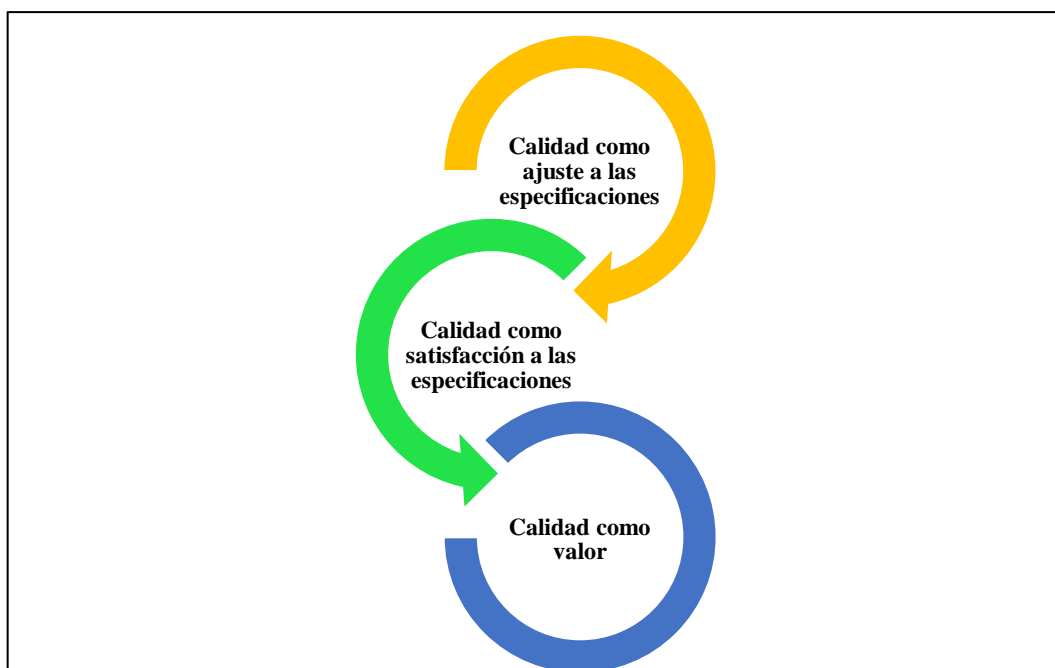 Calidad como
ajuste a las
especificaciones
Calidad como
satisfacción a las
especificaciones
Calidad como
valor